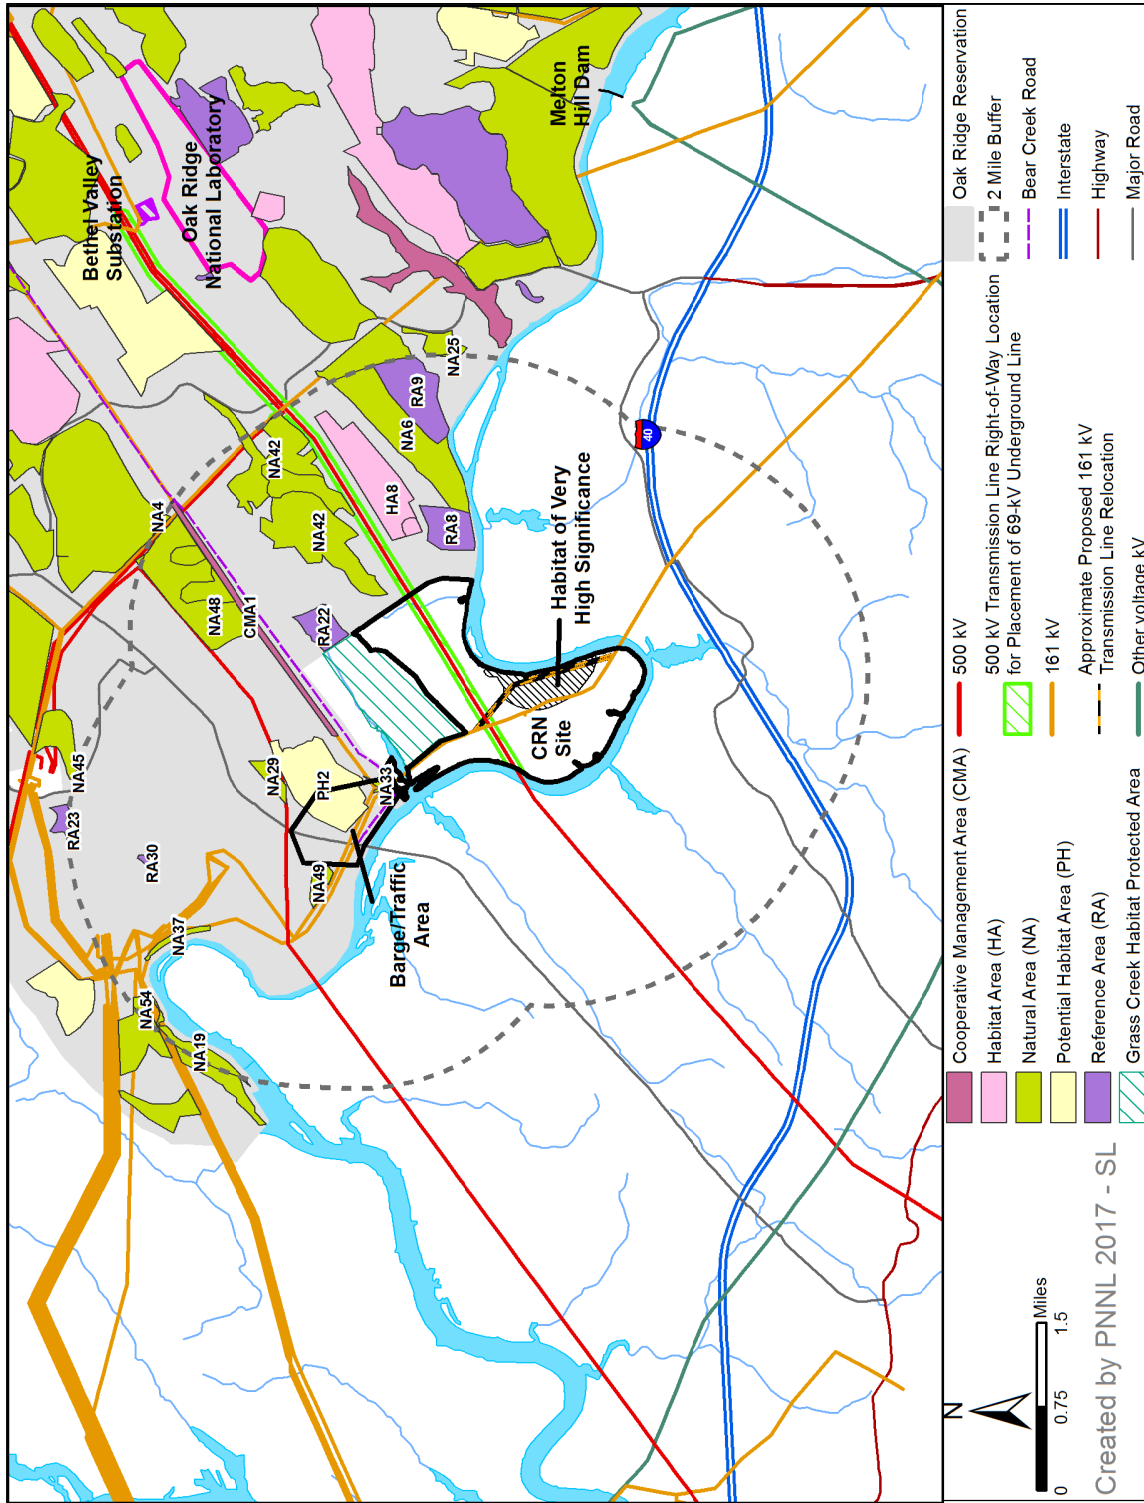 Bethel Valley
Substation
Oak Ridge
National Laboratory
Melton
Hill Dam
NA4
NA42
NA42
NA25
RA9
NA6
HA8
RA8
NA48
CMA1
RA22
NA45
RA23
RA30
NA29
PH2
NA33
NA49
NA37
NA54
NA19
Barge/Traffic
Area
Habitat of Very
High Significance
CRN
Site
40
N
0
0.75
1.5
Miles
Created by PNNL 2017 - SL
Cooperative Management Area (CMA)
Habitat Area (HA)
Natural Area (NA)
Potential Habitat Area (PH)
Reference Area (RA)
Grass Creek Habitat Protected Area
500 kV
500 kV Transmission Line Right-of-Way Location
for Placement of 69-kV Underground Line
161 kV
Approximate Proposed 161 kV
Transmission Line Relocation
Other voltage kV
Oak Ridge Reservation
2 Mile Buffer
Bear Creek Road
Interstate
Highway
Major Road